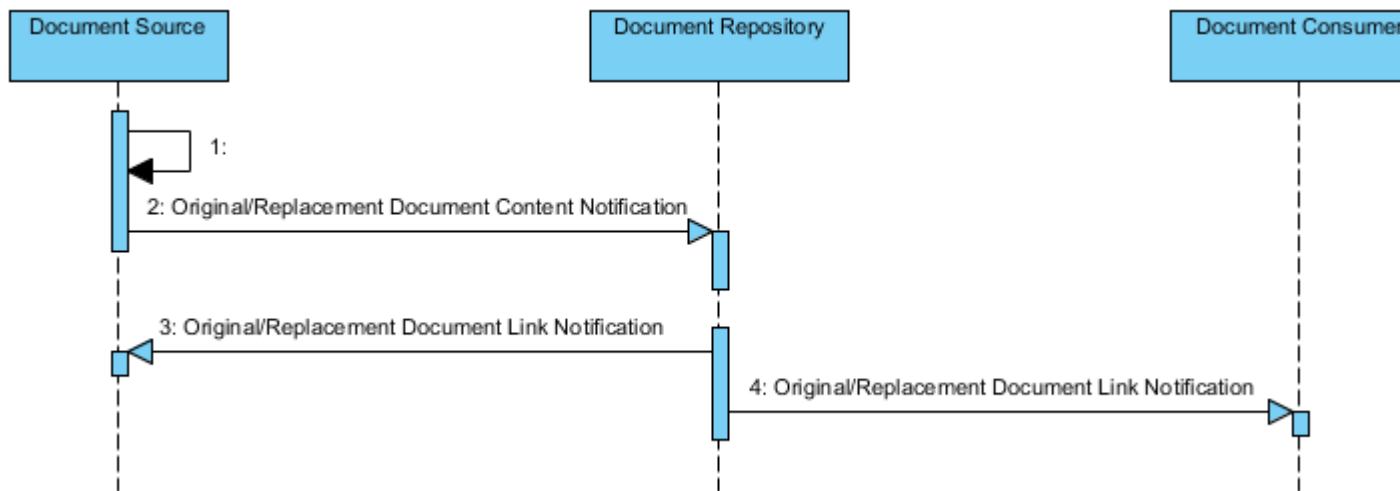 Document Source
Document Repository
Document Consumer
1:
2: Original/Replacement Document Content Notification
3: Original/Replacement Document Link Notification
4: Original/Replacement Document Link Notification